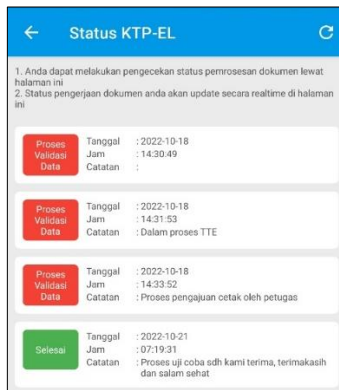 Status KTP-EL
1. Anda dapat melakukan pengecekan status pemrosesan dokumen lewat
halaman ini
2. Status pengerjaan dokumen anda akan update secara realtime di halaman
ini
Proses Validasi Data
Tanggal : 2022-10-18
Jam : 14:30:49
Catatan :
Proses Validasi Data
Tanggal : 2022-10-18
Jam : 14:31:53
Catatan : Dalam proses TTE
Proses Validasi Data
Tanggal : 2022-10-18
Jam : 14:33:52
Catatan : Proses pengajuan cetak oleh petugas
Selesai
Tanggal : 2022-10-21
Jam : 07:19:31
Catatan : Proses uji coba sdh kami terima, terimakasih
dan salam sehat